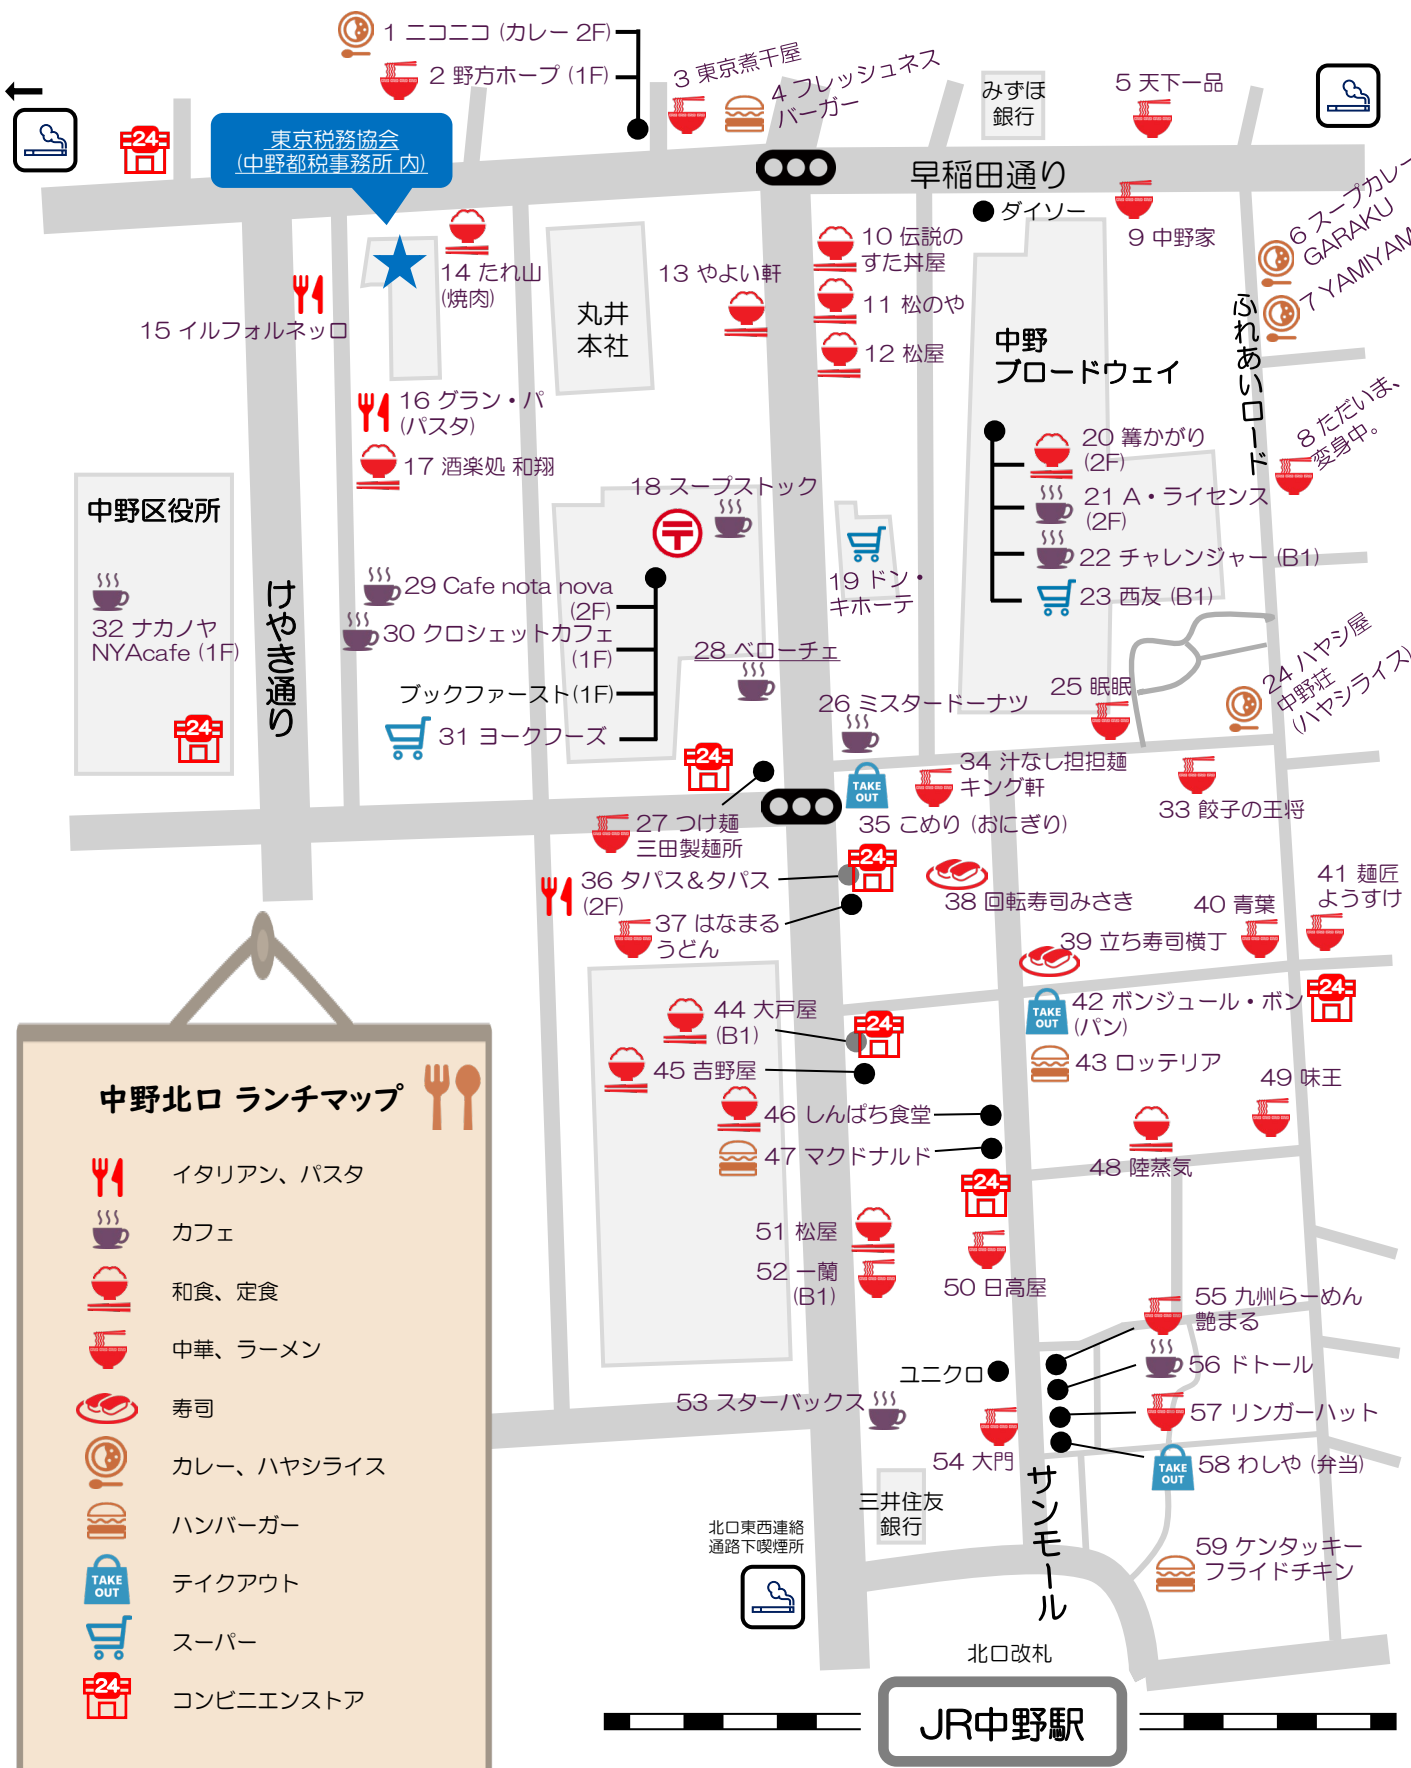 1 ニコニコ (カレー 2F)
2 野方ホープ (1F)
3 東京煮干屋
4 フレッシュネス
バーガー
みずほ
銀行
5 天下一品
24
東京税務協会
(中野都税事務所 内)
早稲田通り
ダイソー
9 中野家
6 スープカレー
GARAKU
7 YAMIYAM
10 伝説の
すた丼屋
11 松のや
12 松屋
13 やよい軒
14 たれ山
(焼肉)
15 イルフォルネッロ
丸井
本社
中野
ブロードウェイ
ふれあいロード
8 ただいま、
変身中。
16 グラン・パ
(パスタ)
17 酒楽処 和翔
18 スープストック
19 ドン・
キホーテ
20 篝かがり
(2F)
21 A・ライセンス
(2F)
22 チャレンジャー (B1)
23 西友 (B1)
中野区役所
32 ナカノヤ
NYAcafe (1F)
24
けやき通り
29 Cafe nota nova
(2F)
30 クロシェットカフェ
(1F)
ブックファースト(1F)
31 ヨークフーズ
28 ベローチェ
26 ミスタードーナツ
25 眠眠
24 ハヤシ屋
中野荘
(ハヤシライス)
24
TAKE
OUT
34 汁なし担担麺
キング軒
33 餃子の王将
35 こめり (おにぎり)
27 つけ麺
三田製麺所
36 タパス&タパス
(2F)
24
37 はなまる
うどん
38 回転寿司みさき
39 立ち寿司横丁
40 青葉
41 麺匠
ようすけ
24
TAKE
OUT
42 ボンジュール・ボン
(パン)
43 ロッテリア
44 大戸屋
(B1)
24
45 吉野屋
46 しんぱち食堂
47 マクドナルド
24
48 陸蒸気
49 味王
50 日高屋
51 松屋
52 一蘭
(B1)
53 スターバックス
ユニクロ
54 大門
55 九州らーめん
艶まる
56 ドトール
57 リンガーハット
TAKE
OUT
58 わしや (弁当)
サンモール
三井住友
銀行
北口東西連絡
通路下喫煙所
59 ケンタッキー
フライドチキン
北口改札
JR中野駅
中野北口 ランチマップ
イタリアン、パスタ
カフェ
和食、定食
中華、ラーメン
寿司
カレー、ハヤシライス
ハンバーガー
TAKE
OUT
テイクアウト
スーパー
24
コンビニエンストア